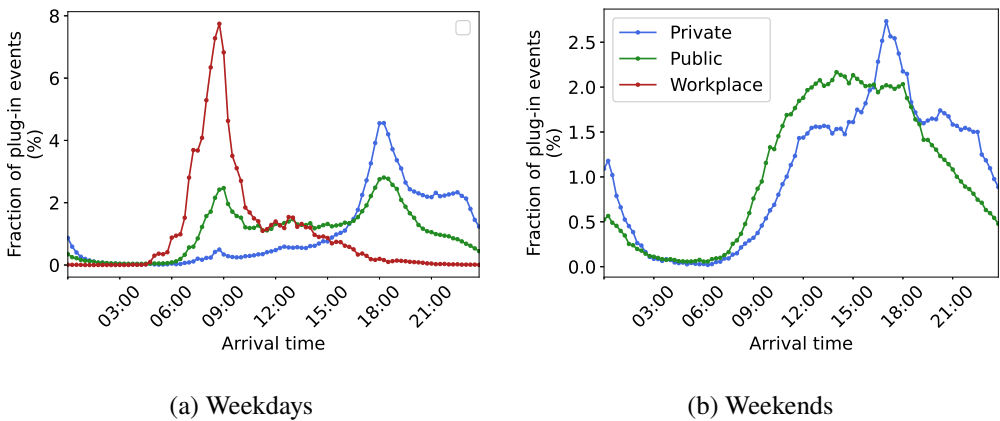 Fraction of plug-in events
(%)
8
6
4
2
0
03:00 06:00 09:00 12:00 15:00 18:00 21:00
Arrival time
(a) Weekdays
Fraction of plug-in events
(%)
2.5
2.0
1.5
1.0
0.5
0.0
Private
Public
Workplace
03:00 06:00 09:00 12:00 15:00 18:00 21:00
Arrival time
(b) Weekends